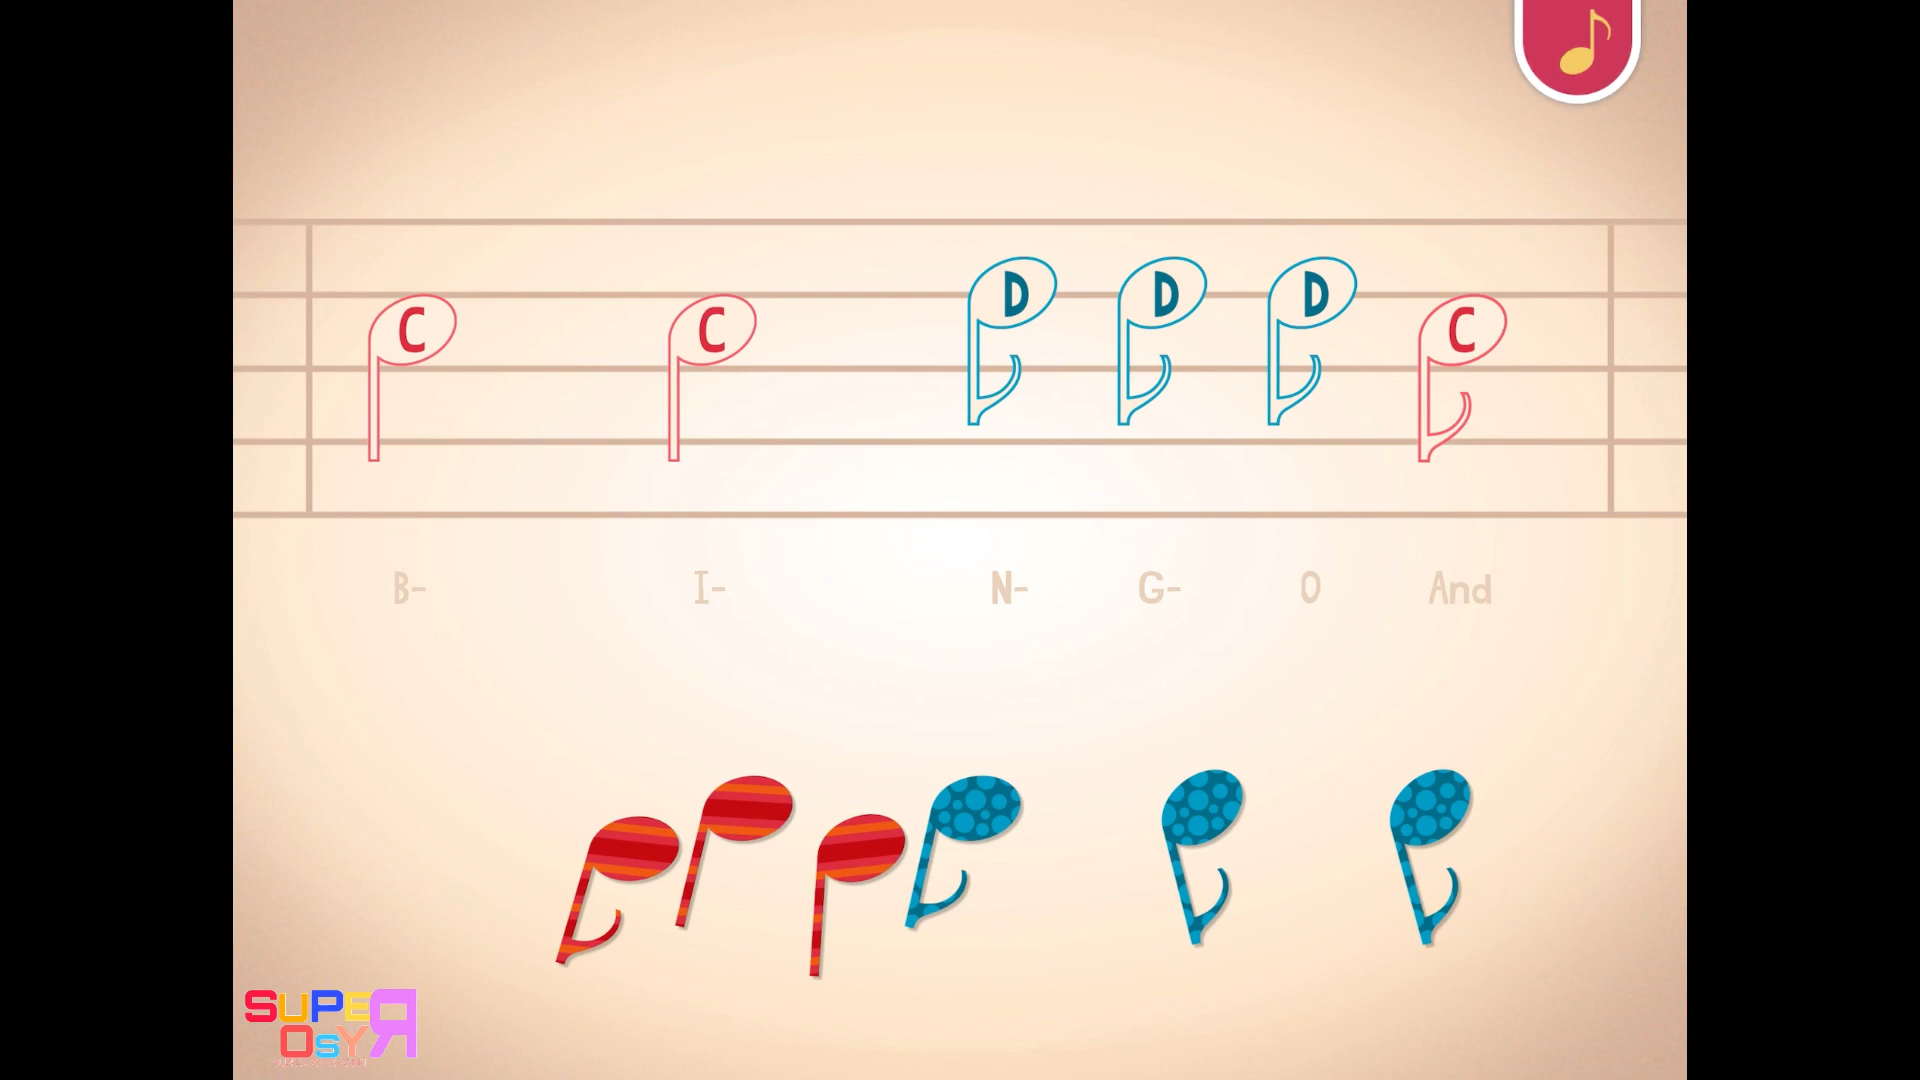 C C D D D C
B- I- N- G- O And
SUPER
OSYR